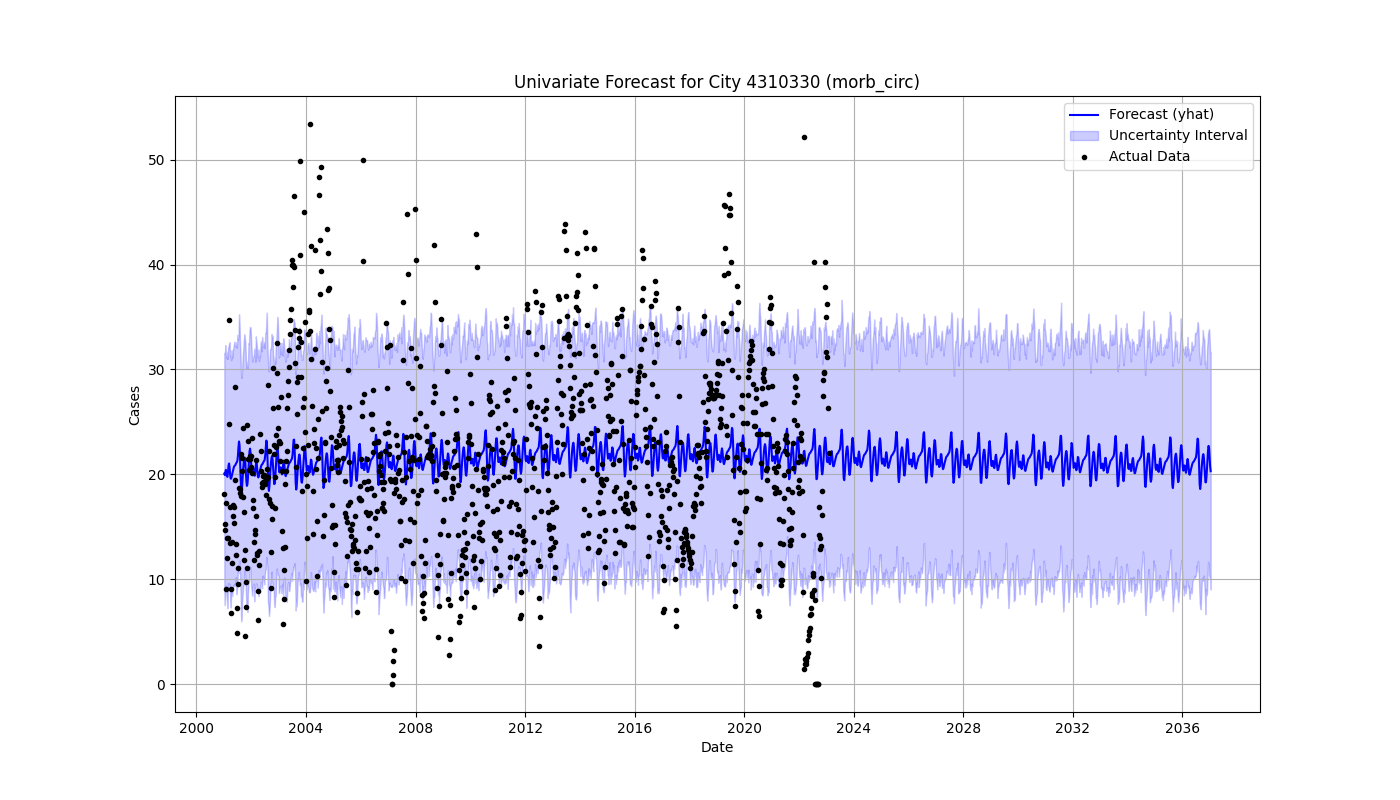 Univariate Forecast for City 4310330 (morb_circ)
Forecast (yhat)
Uncertainty Interval
Actual Data
Cases
50
40
30
20
10
0
2000 2004 2008 2012 2016 2020 2024 2028 2032 2036
Date